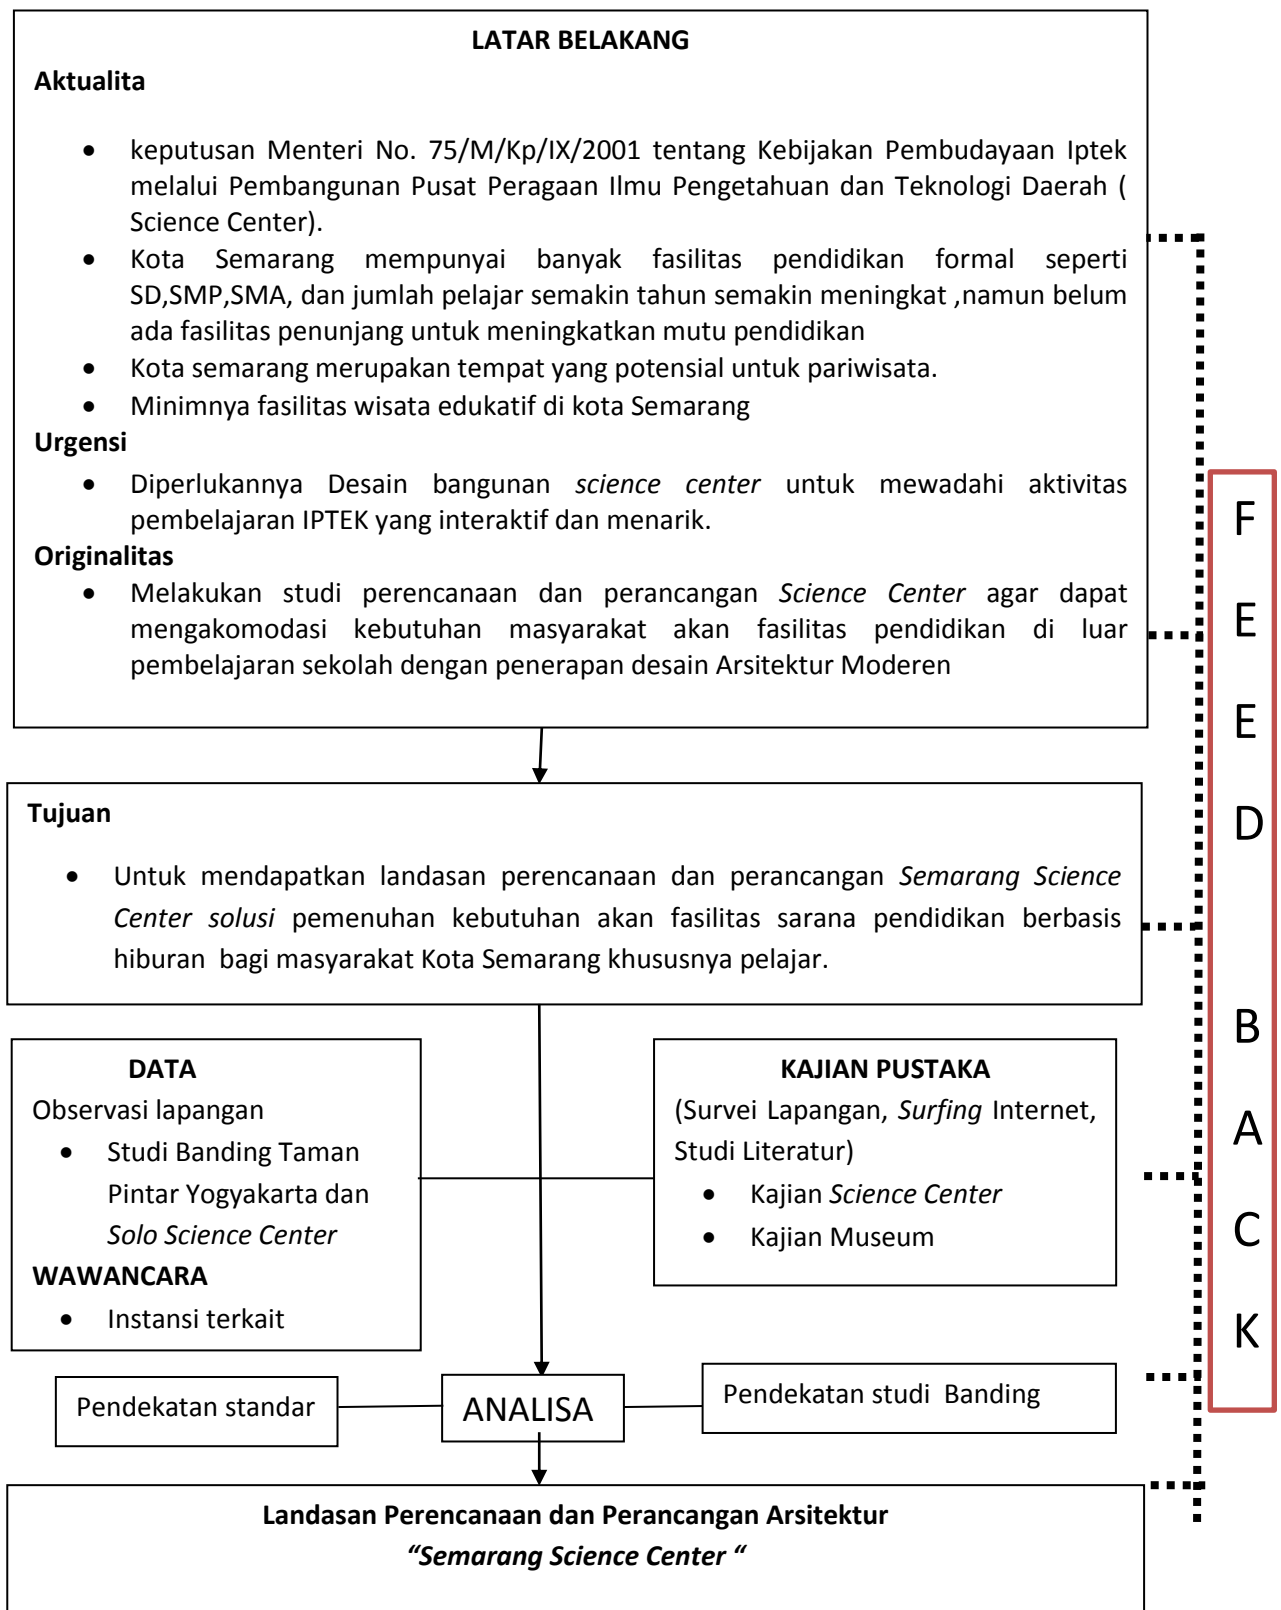 LATAR BELAKANG
Aktualita
• keputusan Menteri No. 75/M/Kp/IX/2001 tentang Kebijakan Pembudayaan Iptek
melalui Pembangunan Pusat Peragaan Ilmu Pengetahuan dan Teknologi Daerah (
Science Center).
• Kota Semarang mempunyai banyak fasilitas pendidikan formal seperti
SD,SMP,SMA, dan jumlah pelajar semakin tahun semakin meningkat ,namun belum
ada fasilitas penunjang untuk meningkatkan mutu pendidikan
• Kota semarang merupakan tempat yang potensial untuk pariwisata.
• Minimnya fasilitas wisata edukatif di kota Semarang
Urgensi
• Diperlukannya Desain bangunan science center untuk mewadahi aktivitas
pembelajaran IPTEK yang interaktif dan menarik.
Originalitas
• Melakukan studi perencanaan dan perancangan Science Center agar dapat
mengakomodasi kebutuhan masyarakat akan fasilitas pendidikan di luar
pembelajaran sekolah dengan penerapan desain Arsitektur Moderen
Tujuan
• Untuk mendapatkan landasan perencanaan dan perancangan Semarang Science
Center solusi pemenuhan kebutuhan akan fasilitas sarana pendidikan berbasis
hiburan bagi masyarakat Kota Semarang khususnya pelajar.
DATA
Observasi lapangan
• Studi Banding Taman
Pintar Yogyakarta dan
Solo Science Center
WAWANCARA
• Instansi terkait
KAJIAN PUSTAKA
(Survei Lapangan, Surfing Internet,
Studi Literatur)
• Kajian Science Center
• Kajian Museum
Pendekatan standar
ANALISA
Pendekatan studi Banding
Landasan Perencanaan dan Perancangan Arsitektur
"Semarang Science Center "
F
E
E
D
B
A
C
K